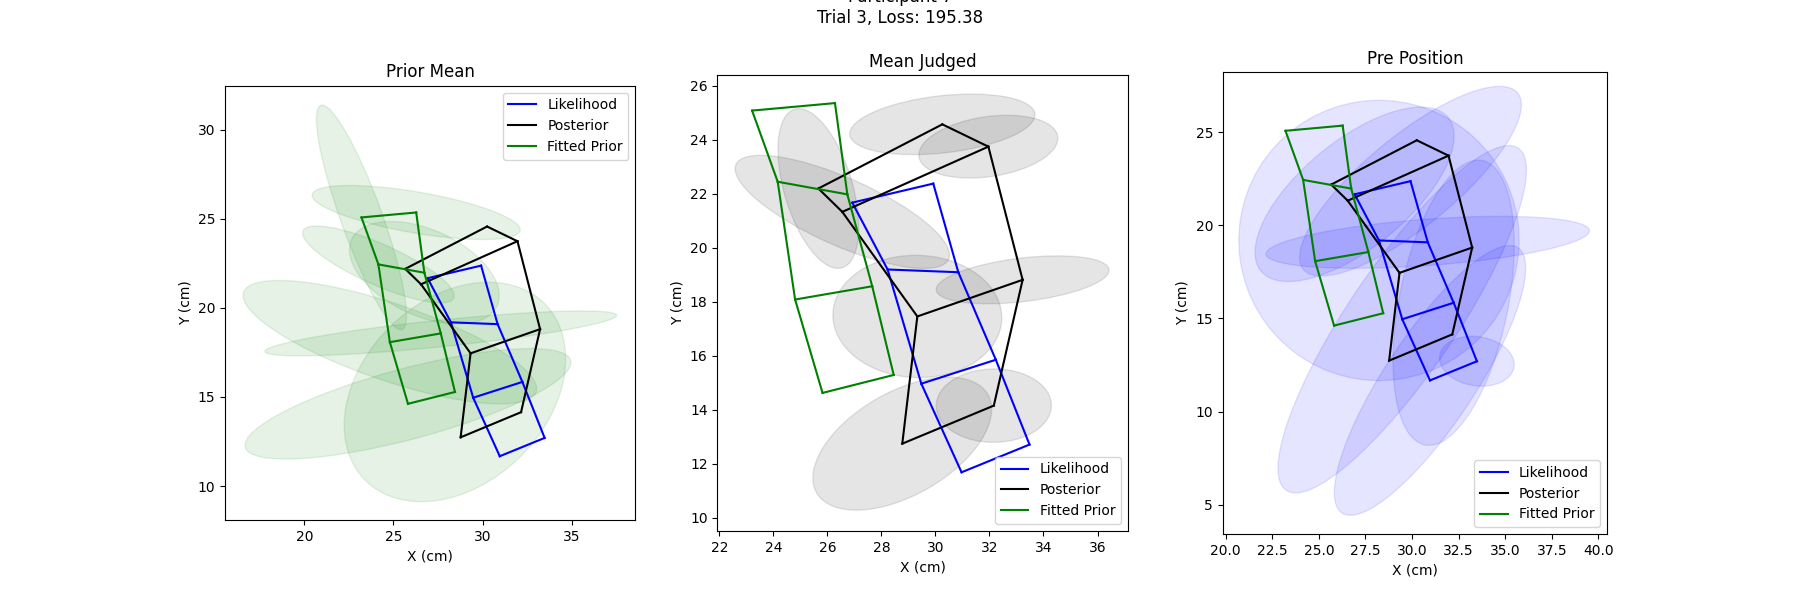 Trial 3, Loss: 195.38
Prior Mean
Likelihood
Posterior
Fitted Prior
30
25
20
15
10
Y (cm)
20
25
30
35
X (cm)
Mean Judged
26
24
22
20
18
16
14
12
10
Y (cm)
Likelihood
Posterior
Fitted Prior
22
24
26
28
30
32
34
36
X (cm)
Pre Position
25
20
15
10
5
Y (cm)
Likelihood
Posterior
Fitted Prior
20.0
22.5
25.0
27.5
30.0
32.5
35.0
37.5
40.0
X (cm)